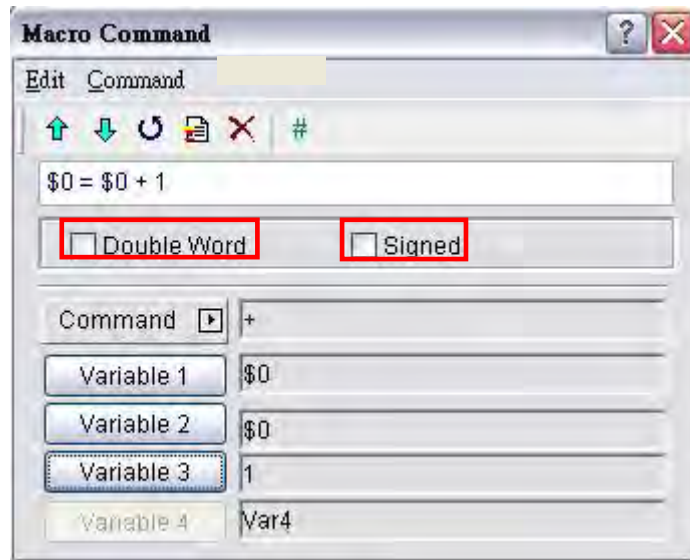 Macro Command
Edit Command
#
$0 = $0 + 1
Double Word Signed
Command +
Variable 1 $0
Variable 2 $0
Variable 3 1
Variable 4 Var4